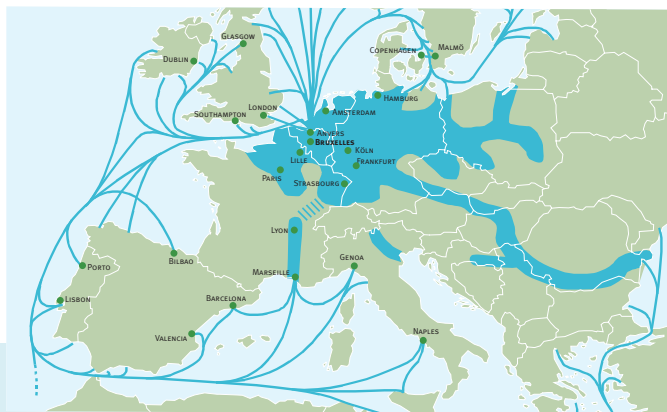 GLASGOW
COPENHAGEN
MALMÖ
DUBLIN
HAMBURG
LONDON
SOUTHAMPTON
AMSTERDAM
ANVERS
BRUXELLES
KÖLN
LILLE
FRANKFURT
PARIS
STRASBOURG
LYON
GENOA
BILBAO
PORTO
MARSEILLE
LISBON
BARCELONA
VALENCIA
NAPLES